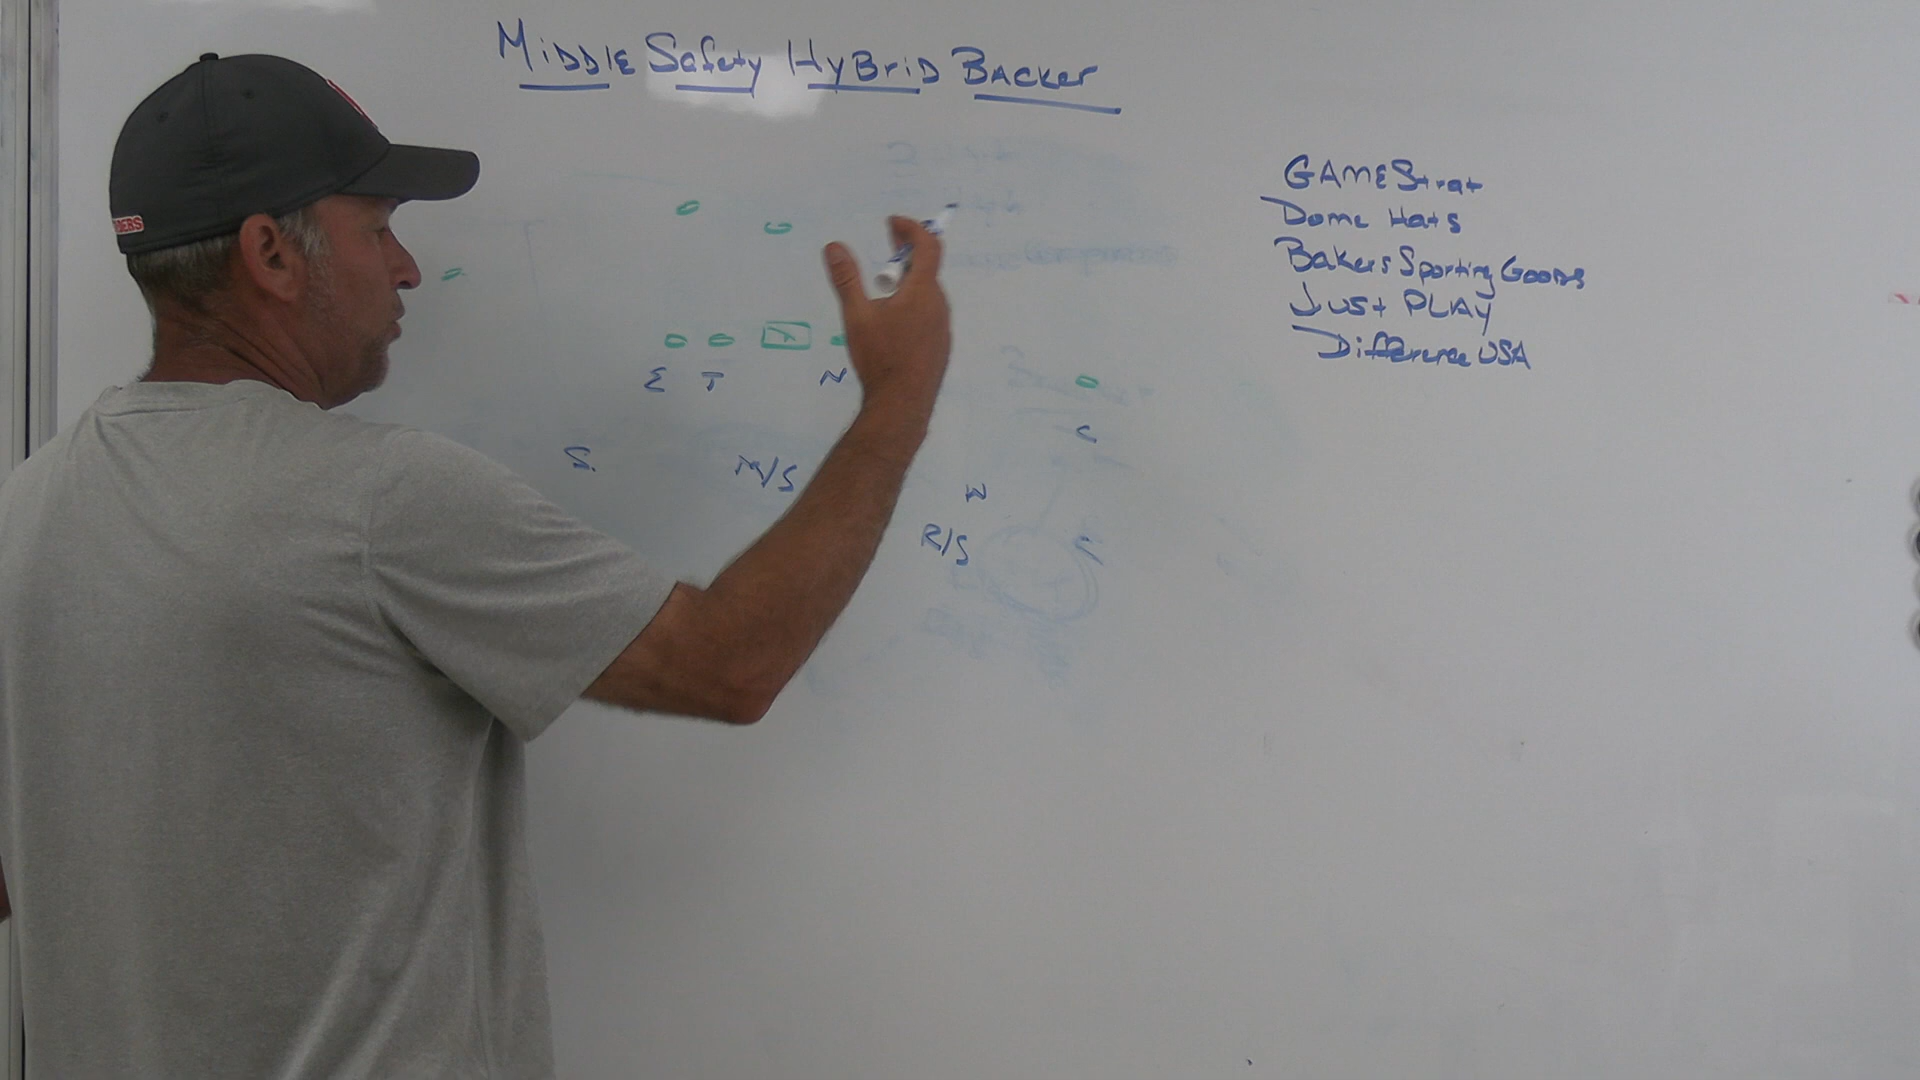 MiDDlE Safety HyBriD BAcker
GAMEStrat
Dome Hats
Bakers Sporting Goods
Just PLAy
Difference USA
E T N
C
S. M/S W
R/S C